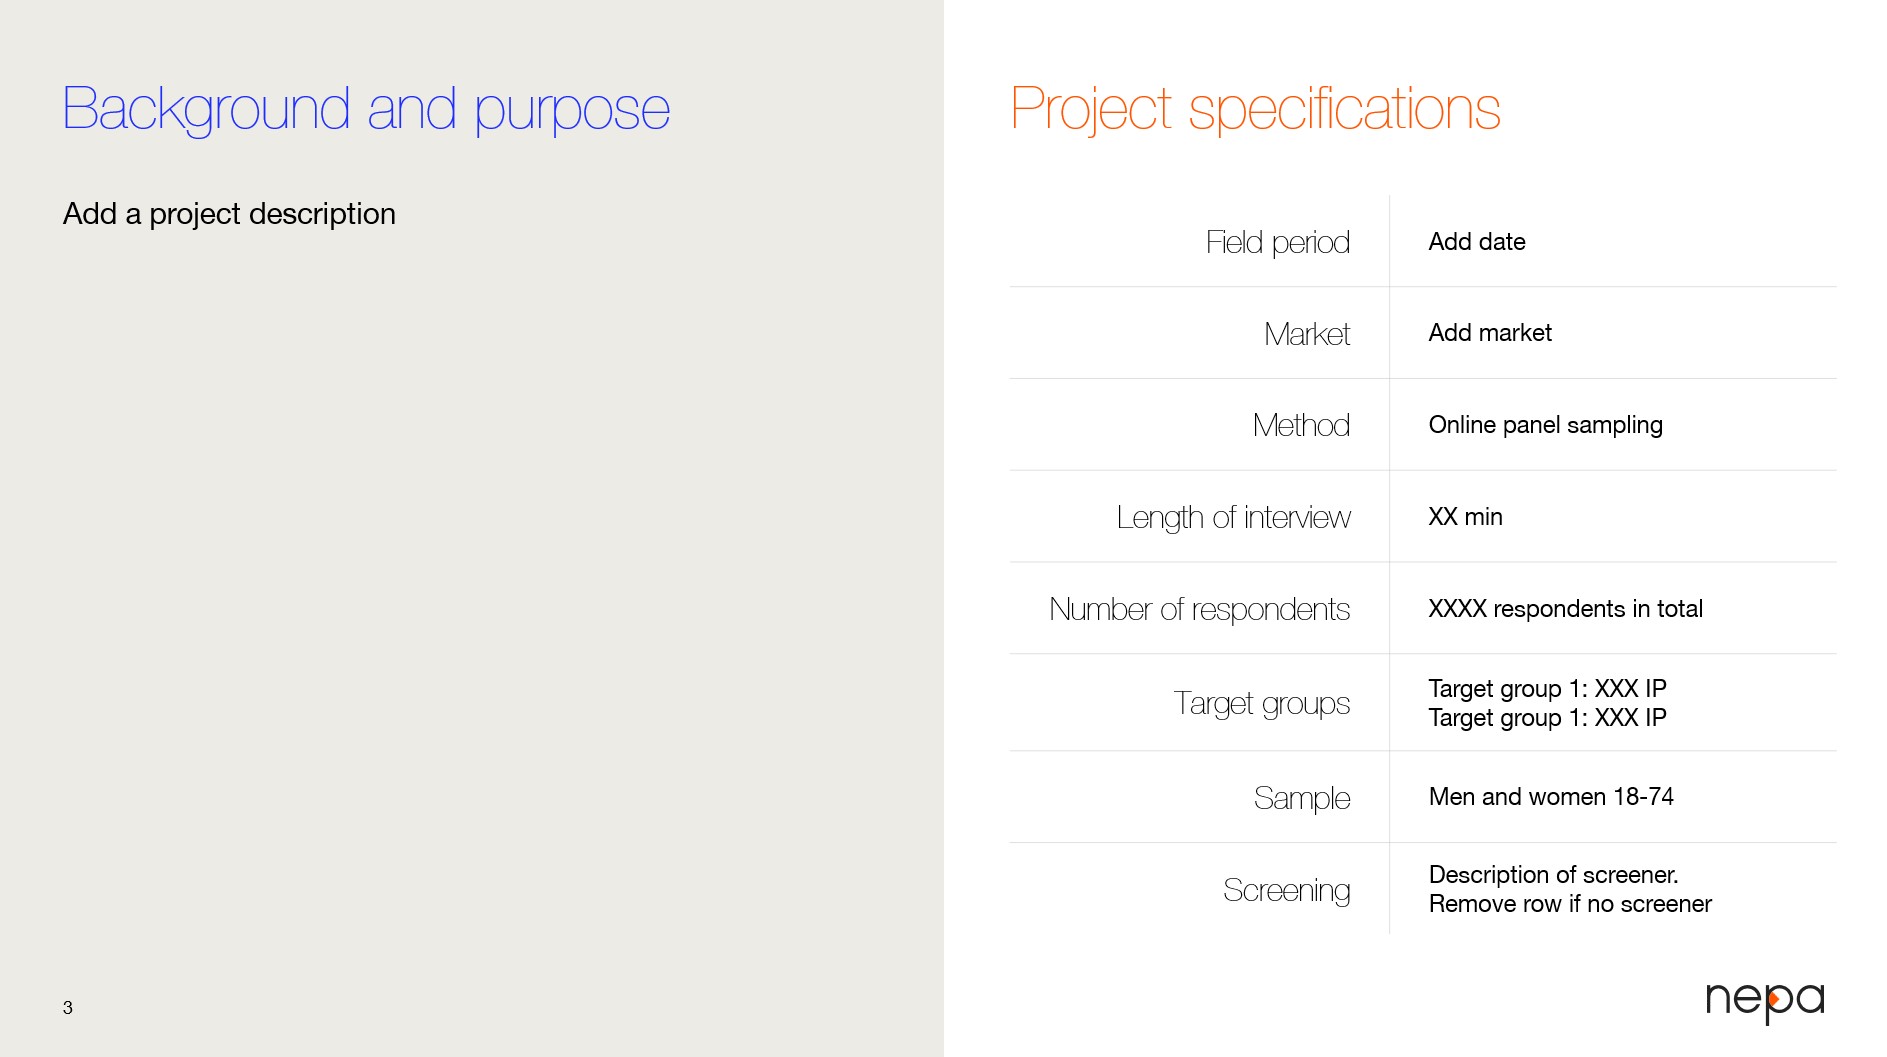 Background and purpose
Add a project description
3
Project specifications
Field period
Add date
Market
Add market
Method
Online panel sampling
Length of interview
XX min
Number of respondents
XXXX respondents in total
Target groups
Target group 1: XXX IP
Target group 1: XXX IP
Sample
Men and women 18-74
Screening
Description of screener.
Remove row if no screener
nepa